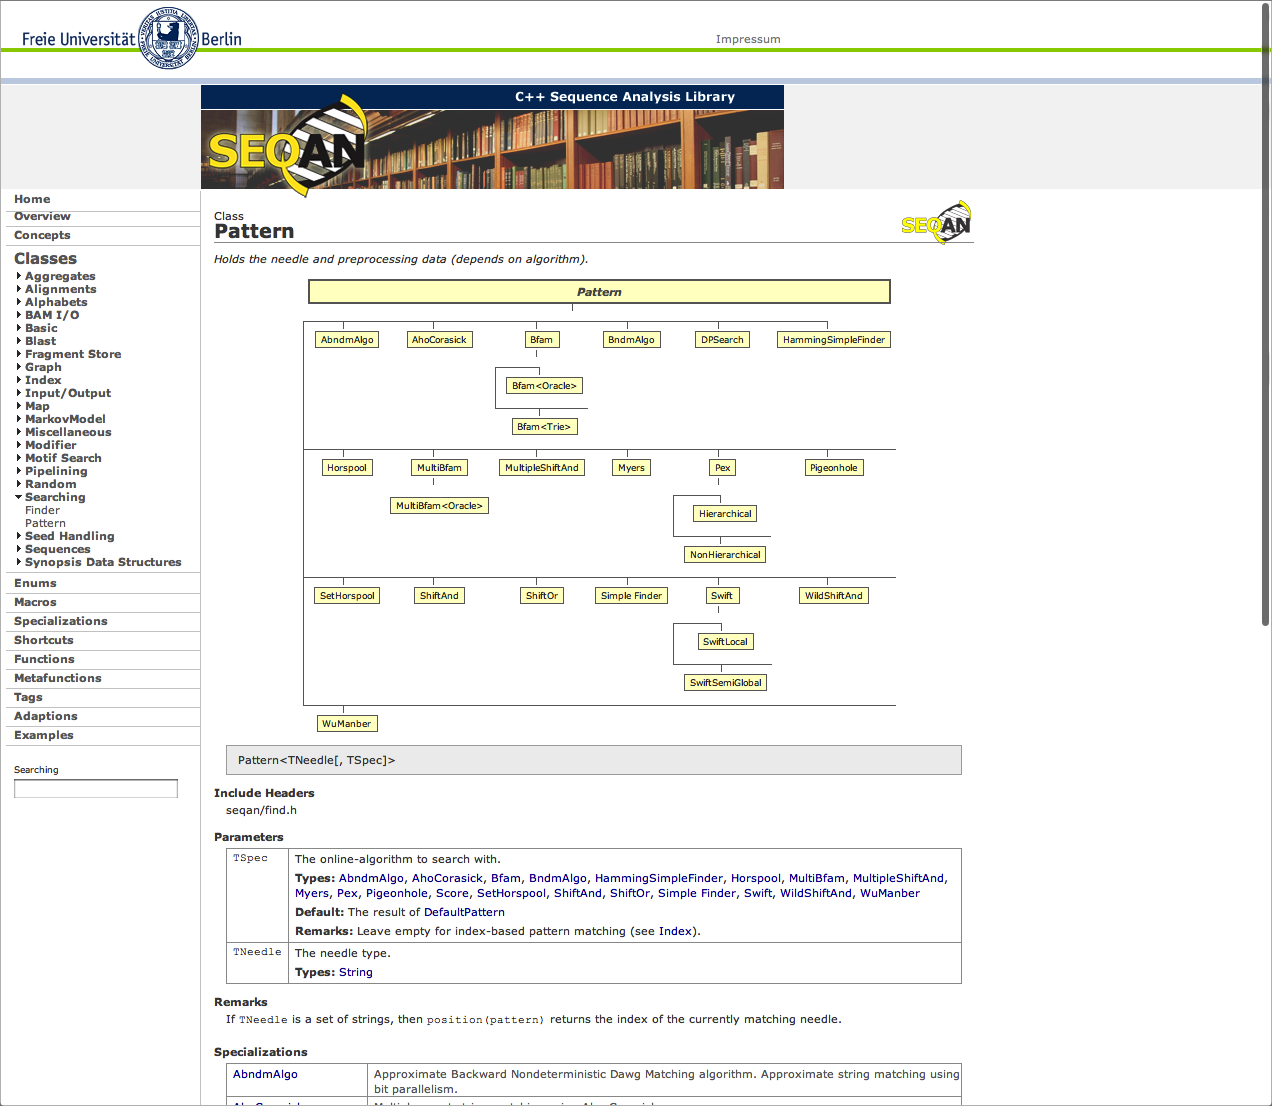 Freie Universität Berlin
Impressum
C++ Sequence Analysis Library
SEQAN
Home
Overview
Concepts
Classes
Aggregates
Alignments
Alphabets
BAM I/O
Basic
Blast
Fragment Store
Graph
Index
Input/Output
Map
MarkovModel
Miscellaneous
Modifier
Motif Search
Pipelining
Random
Searching
Finder
Pattern
Seed Handling
Sequences
Synopsis Data Structures
Enums
Macros
Specializations
Shortcuts
Functions
Metafunctions
Tags
Adaptions
Examples
Searching
Class
Pattern
SEQAN
Holds the needle and preprocessing data (depends on algorithm).
Pattern
AbndmAlgo AhoCorasick Bfam BndmAlgo DPSearch HammingSimpleFinder
Bfam<Oracle>
Bfam<Trie>
Horspool MultiBfam MultipleShiftAnd Myers Pex Pigeonhole
MultiBfam<Oracle>
Hierarchical
NonHierarchical
SetHorspool ShiftAnd ShiftOr Simple Finder Swift WildShiftAnd
SwiftLocal
SwiftSemiGlobal
WuManber
Pattern<TNeedle[, TSpec]>
Include Headers
seqan/find.h
Parameters
TSpec The online-algorithm to search with.
Types: AbndmAlgo, AhoCorasick, Bfam, BndmAlgo, HammingSimpleFinder, Horspool, MultiBfam, MultipleShiftAnd,
Myers, Pex, Pigeonhole, Score, SetHorspool, ShiftAnd, ShiftOr, Simple Finder, Swift, WildShiftAnd, WuManber
Default: The result of DefaultPattern
Remarks: Leave empty for index-based pattern matching (see Index).
TNeedle The needle type.
Types: String
Remarks
If TNeedle is a set of strings, then position(pattern) returns the index of the currently matching needle.
Specializations
AbndmAlgo Approximate Backward Nondeterministic Dawg Matching algorithm. Approximate string matching using
bit parallelism.